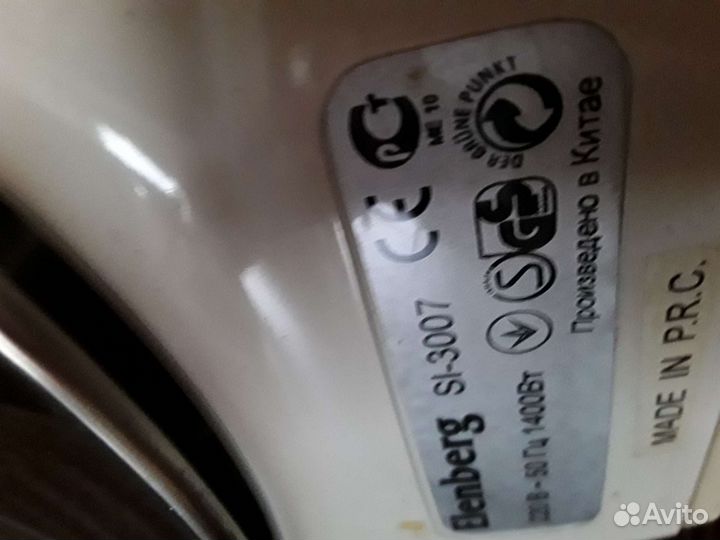 Elenberg SI-3007 CE PCT
ME 10
220 В ~ 50 Гц 1400Вт
S GS
DER GRÜNE PUNKT
Произведено в Китае
MADE IN P.R.C.
Avito